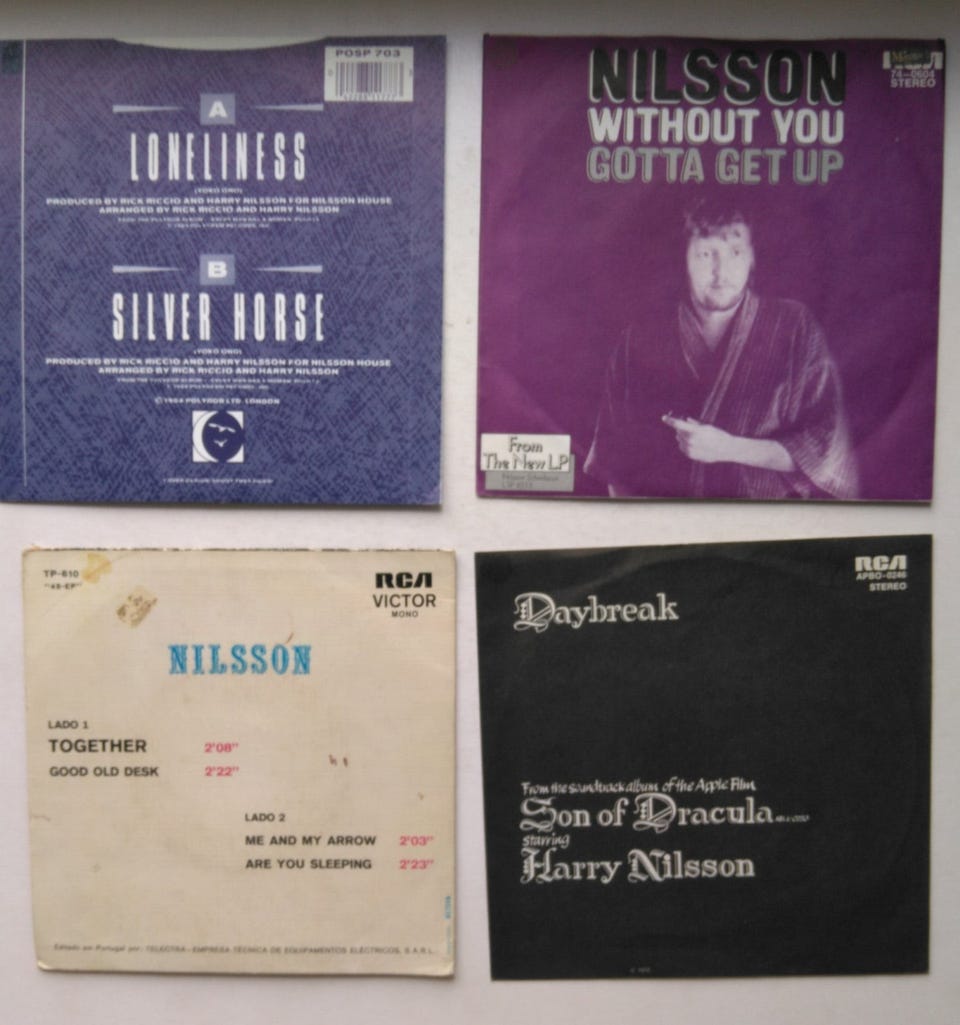 POSP 703
A
LONELINESS
(YOKO ONO)
PRODUCED BY RICK RICCIO AND HARRY NILSSON FOR NILSSON HOUSE
ARRANGED BY RICK RICCIO AND HARRY NILSSON
B
SILVER HORSE
(YOKO ONO)
PRODUCED BY RICK RICCIO AND HARRY NILSSON FOR NILSSON HOUSE
ARRANGED BY RICK RICCIO AND HARRY NILSSON
©1984 POLYDOR LTD. LONDON
NILSSON
WITHOUT YOU
GOTTA GET UP
RCA
74-0604
STEREO
From
The New LP
TP-610
"45-EP"
RCA
VICTOR
MONO
NILSSON
LADO 1
TOGETHER 2'08"
GOOD OLD DESK 2'22"
LADO 2
ME AND MY ARROW 2'03"
ARE YOU SLEEPING 2'23"
Editado em Portugal por: TELECTRA-EMPRESA TÉCNICA DE EQUIPAMENTOS ELÉCTRICOS, S.A.R.L.
RCA
APBO-0246
STEREO
Daybreak
From the soundtrack album of the Apple Film
Son of Dracula
starring
Harry Nilsson